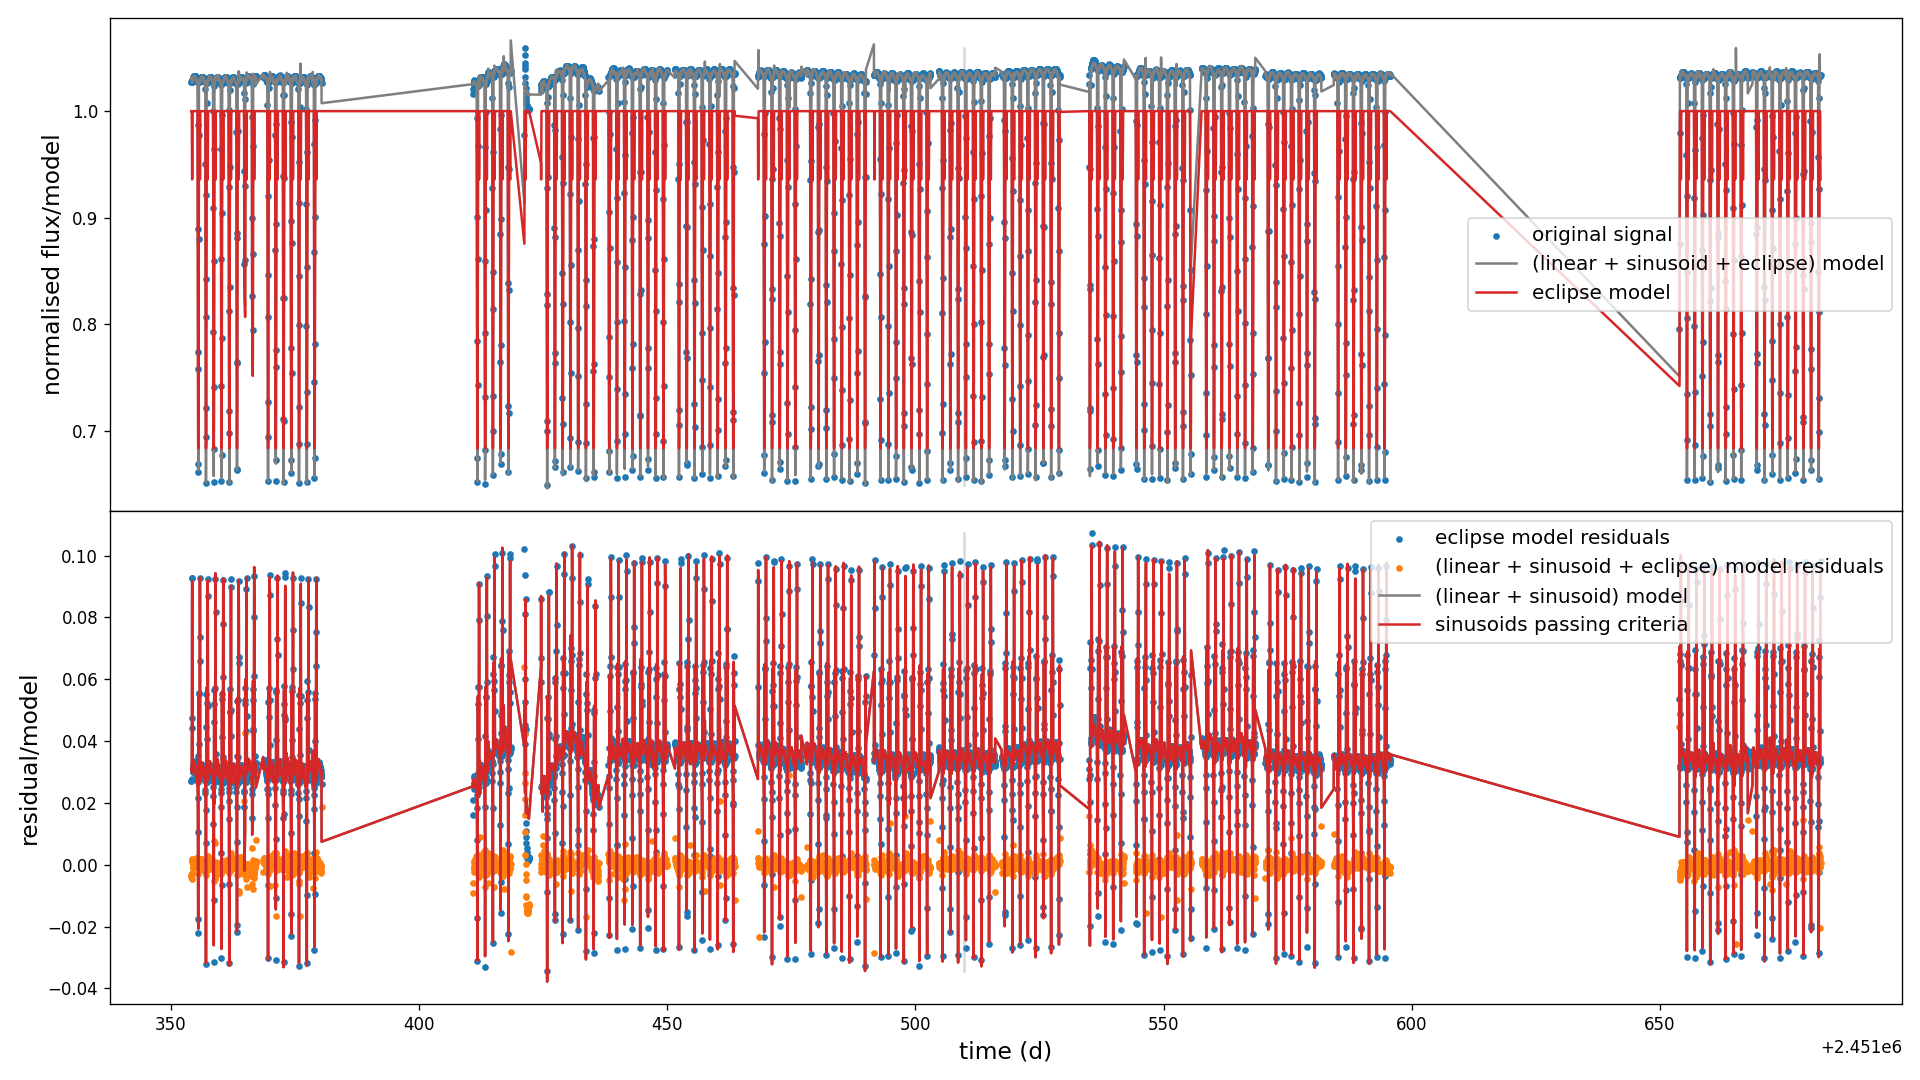 normalised flux/model
1.0
0.9
0.8
0.7
original signal
(linear + sinusoid + eclipse) model
eclipse model
residual/model
0.10
0.08
0.06
0.04
0.02
0.00
−0.02
−0.04
eclipse model residuals
(linear + sinusoid + eclipse) model residuals
(linear + sinusoid) model
sinusoids passing criteria
350
400
450
500
550
600
650
time (d)
+2.451e6